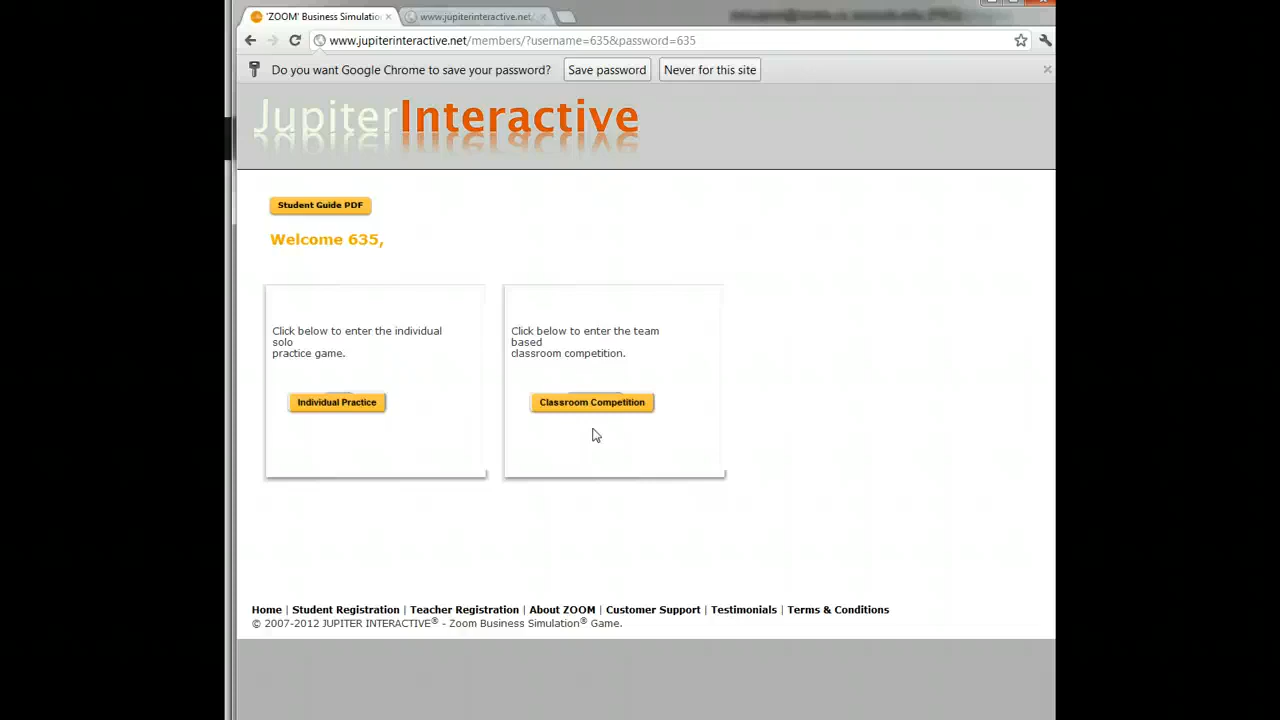 'ZOOM' Business Simulatio
www.jupiterinteractive.net/
www.jupiterinteractive.net/members/?username=635&password=635
Do you want Google Chrome to save your password? Save password Never for this site
JupiterInteractive
Student Guide PDF
Welcome 635,
Click below to enter the individual
solo
practice game.
Individual Practice
Click below to enter the team
based
classroom competition.
Classroom Competition
Home | Student Registration | Teacher Registration | About ZOOM | Customer Support | Testimonials | Terms & Conditions
© 2007-2012 JUPITER INTERACTIVE® - Zoom Business Simulation® Game.